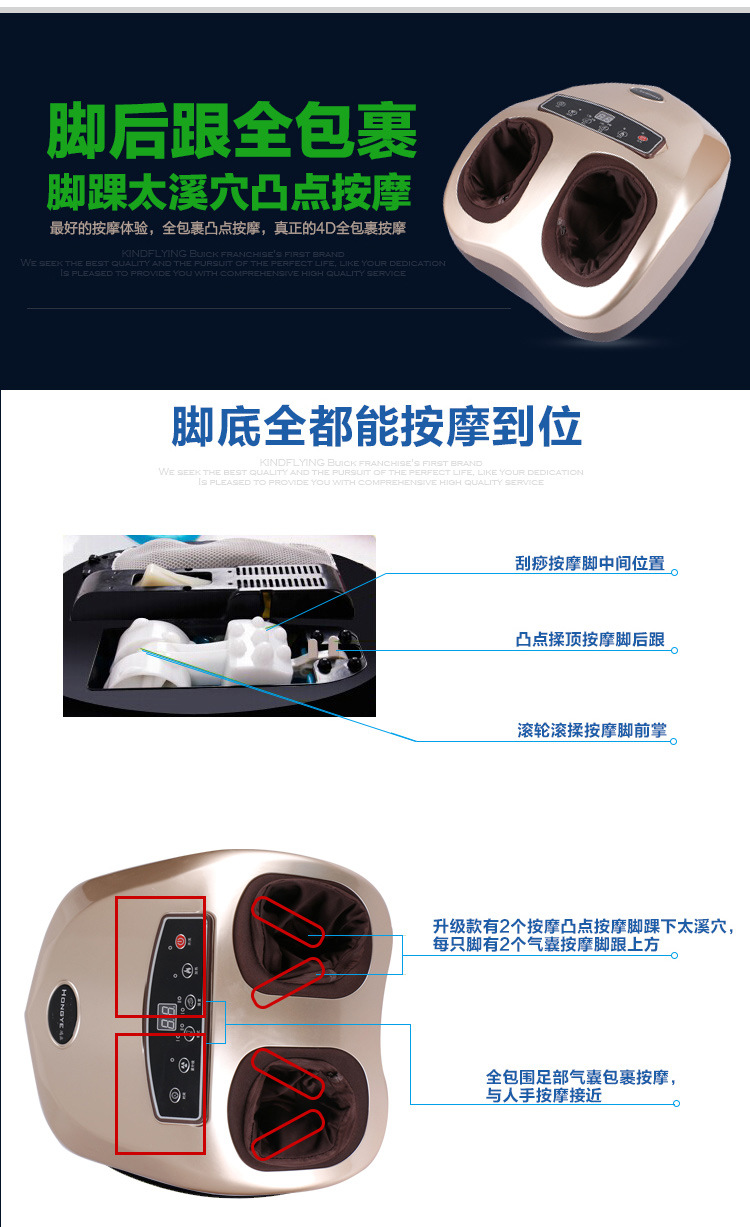 脚后跟全包裹
脚踝太溪穴凸点按摩
最好的按摩体验，全包裹凸点按摩，真正的4D全包裹按摩
KINDFLYING Buick franchise's first brand
We seek the best quality and the pursuit of the perfect life, like your dedication
Is pleased to provide you with comprehensive high quality service
脚底全都能按摩到位
KINDFLYING Buick franchise's first brand
We seek the best quality and the pursuit of the perfect life, like your dedication
Is pleased to provide you with comprehensive high quality service
刮痧按摩脚中间位置
凸点揉顶按摩脚后跟
滚轮滚揉按摩脚前掌
升级款有2个按摩凸点按摩脚踝下太溪穴，
每只脚有2个气囊按摩脚跟上方
HONGYE
全包围足部气囊包裹按摩，
与人手按摩接近